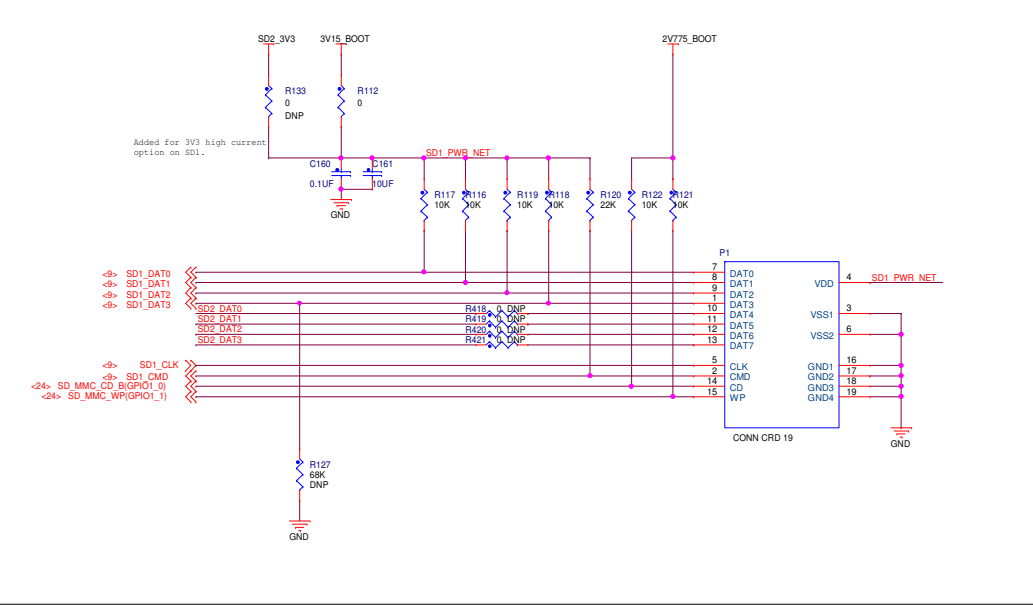 SD2_3V3 3V15_BOOT 2V775_BOOT
R133 R112
0 0
DNP
Added for 3V3 high current
option on SD1.
SD1_PWR_NET
C160 C161
0.1UF 10UF
R117 R116 R119 R118 R120 R122 R121
10K 10K 10K 10K 22K 10K 10K
GND
P1
<9> SD1_DAT0 7 DAT0
<9> SD1_DAT1 8 DAT1 VDD 4 SD1_PWR_NET
<9> SD1_DAT2 9 DAT2
<9> SD1_DAT3 1 DAT3
SD2_DAT0 R418 0 DNP 10 DAT4 VSS1 3
SD2_DAT1 R419 0 DNP 11 DAT5
SD2_DAT2 R420 0 DNP 12 DAT6 VSS2 6
SD2_DAT3 R421 0 DNP 13 DAT7
<9> SD1_CLK 5 CLK GND1 16
<9> SD1_CMD 2 CMD GND2 17
<24> SD_MMC_CD_B(GPIO1_0) 14 CD GND3 18
<24> SD_MMC_WP(GPIO1_1) 15 WP GND4 19
CONN CRD 19
GND
R127
68K
DNP
GND